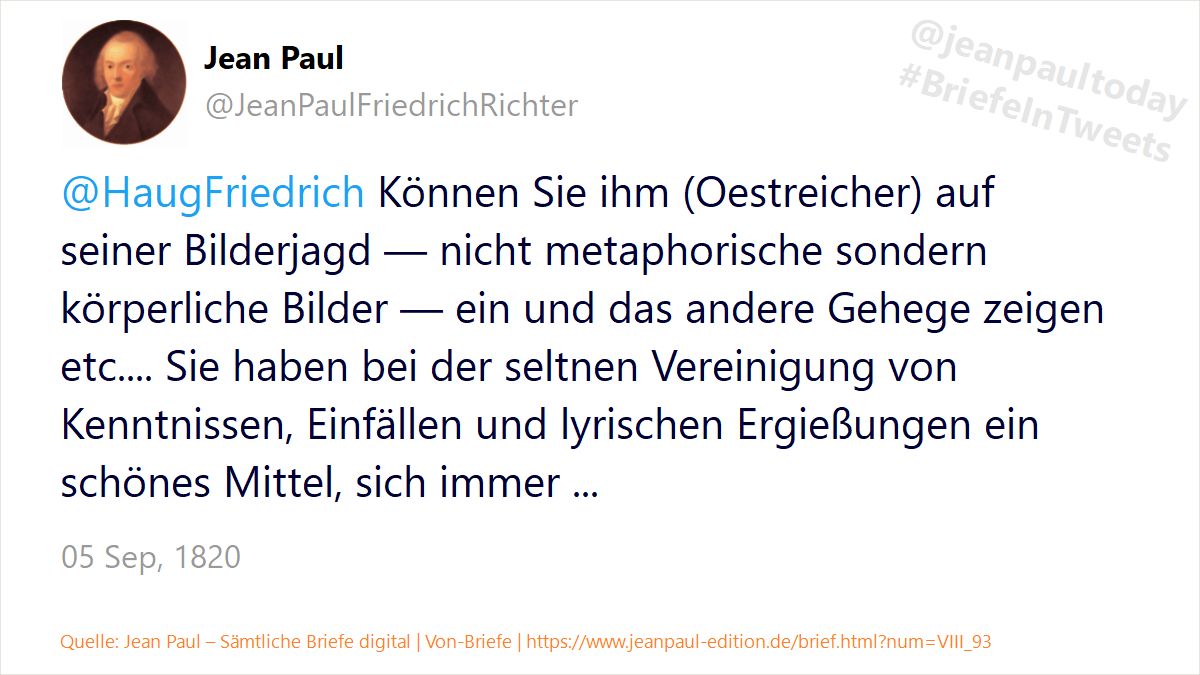 Jean Paul
@JeanPaulFriedrichRichter
@jeanpaultoday
#BriefeInTweets
@HaugFriedrich Können Sie ihm (Oestreicher) auf
seiner Bilderjagd — nicht metaphorische sondern
körperliche Bilder — ein und das andere Gehege zeigen
etc.... Sie haben bei der seltnen Vereinigung von
Kenntnissen, Einfällen und lyrischen Ergießungen ein
schönes Mittel, sich immer ...
05 Sep, 1820
Quelle: Jean Paul – Sämtliche Briefe digital | Von-Briefe | https://www.jeanpaul-edition.de/brief.html?num=VIII_93